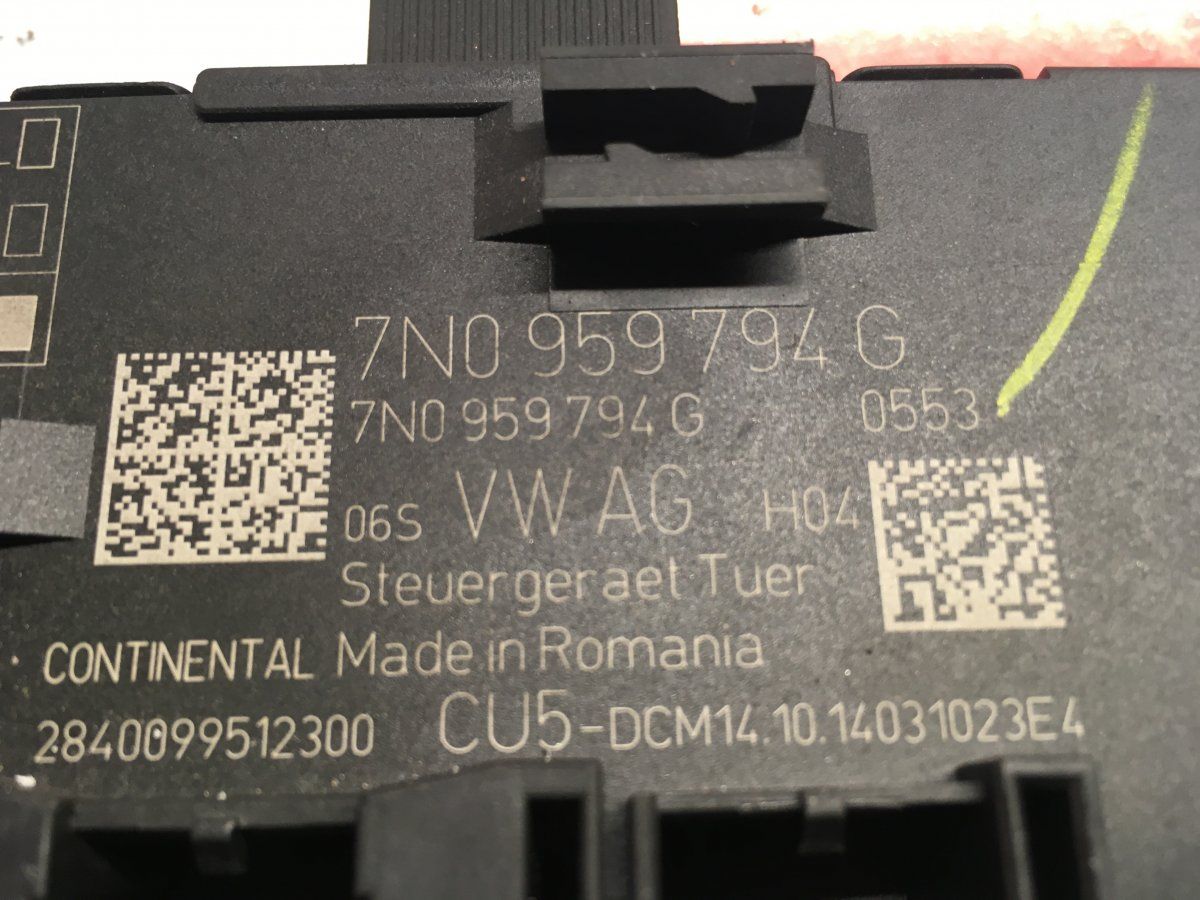 7N0 959 794 G
7N0 959 794 G 0553
06S VW AG H04
Steuergeraet Tuer
CONTINENTAL Made in Romania
2840099512300 CU5-DCM14.10.14031023E4